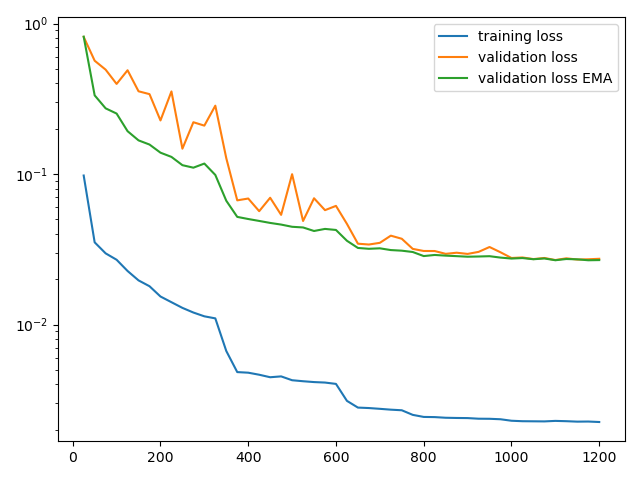 training loss
validation loss
validation loss EMA
10⁰
10⁻¹
10⁻²
0 200 400 600 800 1000 1200